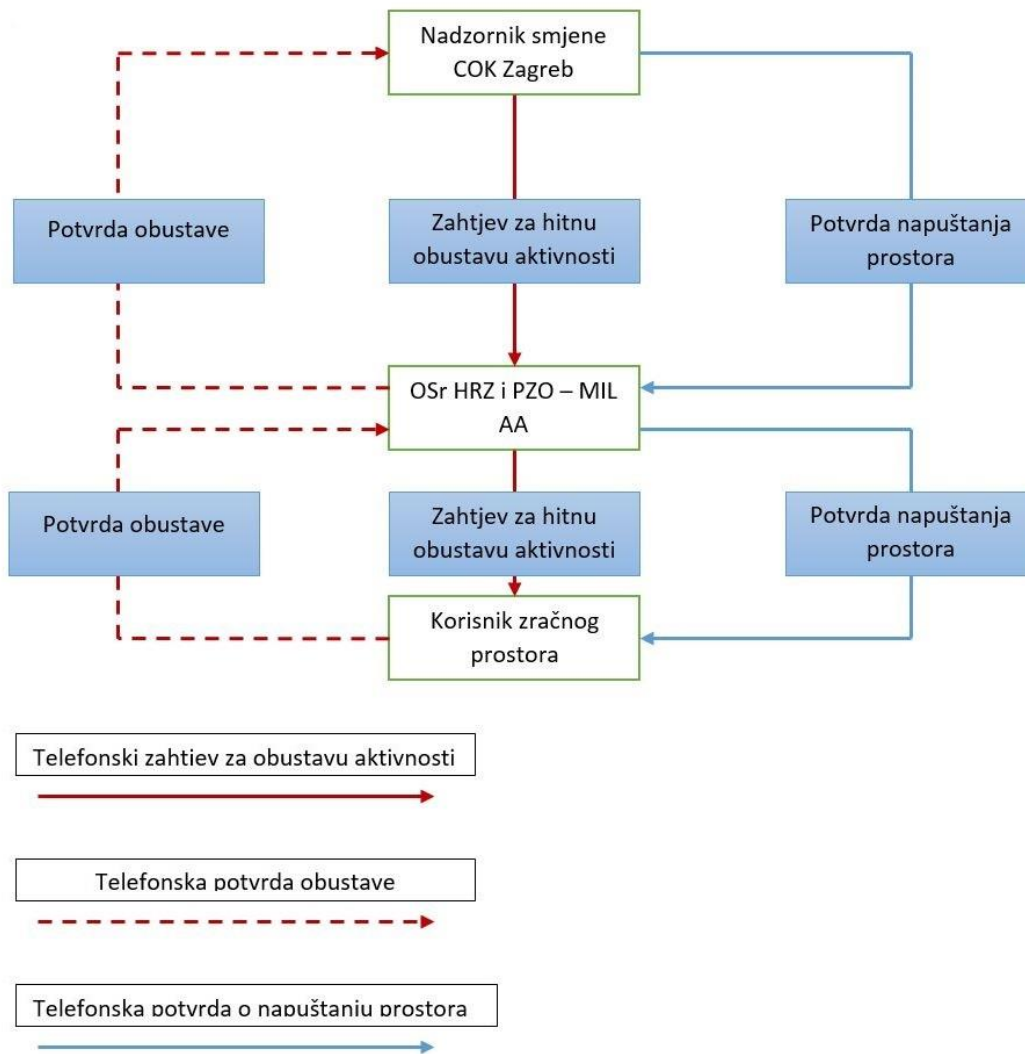 Nadzornik smjene
COK Zagreb
Potvrda obustave
Zahtjev za hitnu
obustavu aktivnosti
Potvrda napuštanja
prostora
OSr HRZ i PZO – MIL
AA
Potvrda obustave
Zahtjev za hitnu
obustavu aktivnosti
Potvrda napuštanja
prostora
Korisnik zračnog
prostora
Telefonski zahtjev za obustavu aktivnosti
Telefonska potvrda obustave
Telefonska potvrda o napuštanju prostora